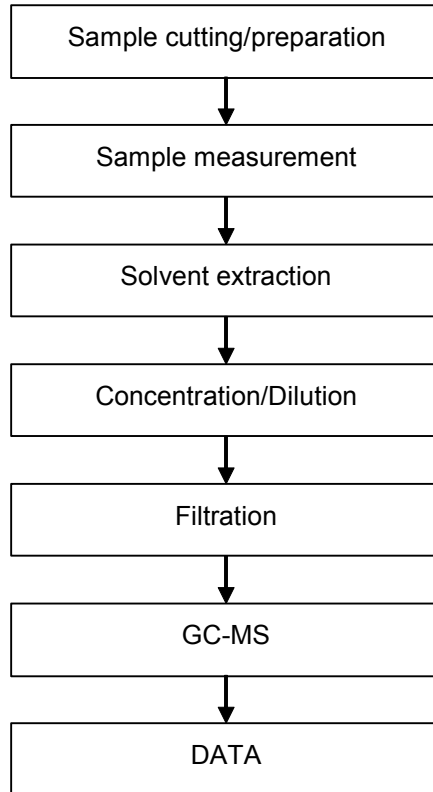 Sample cutting/preparation
Sample measurement
Solvent extraction
Concentration/Dilution
Filtration
GC-MS
DATA